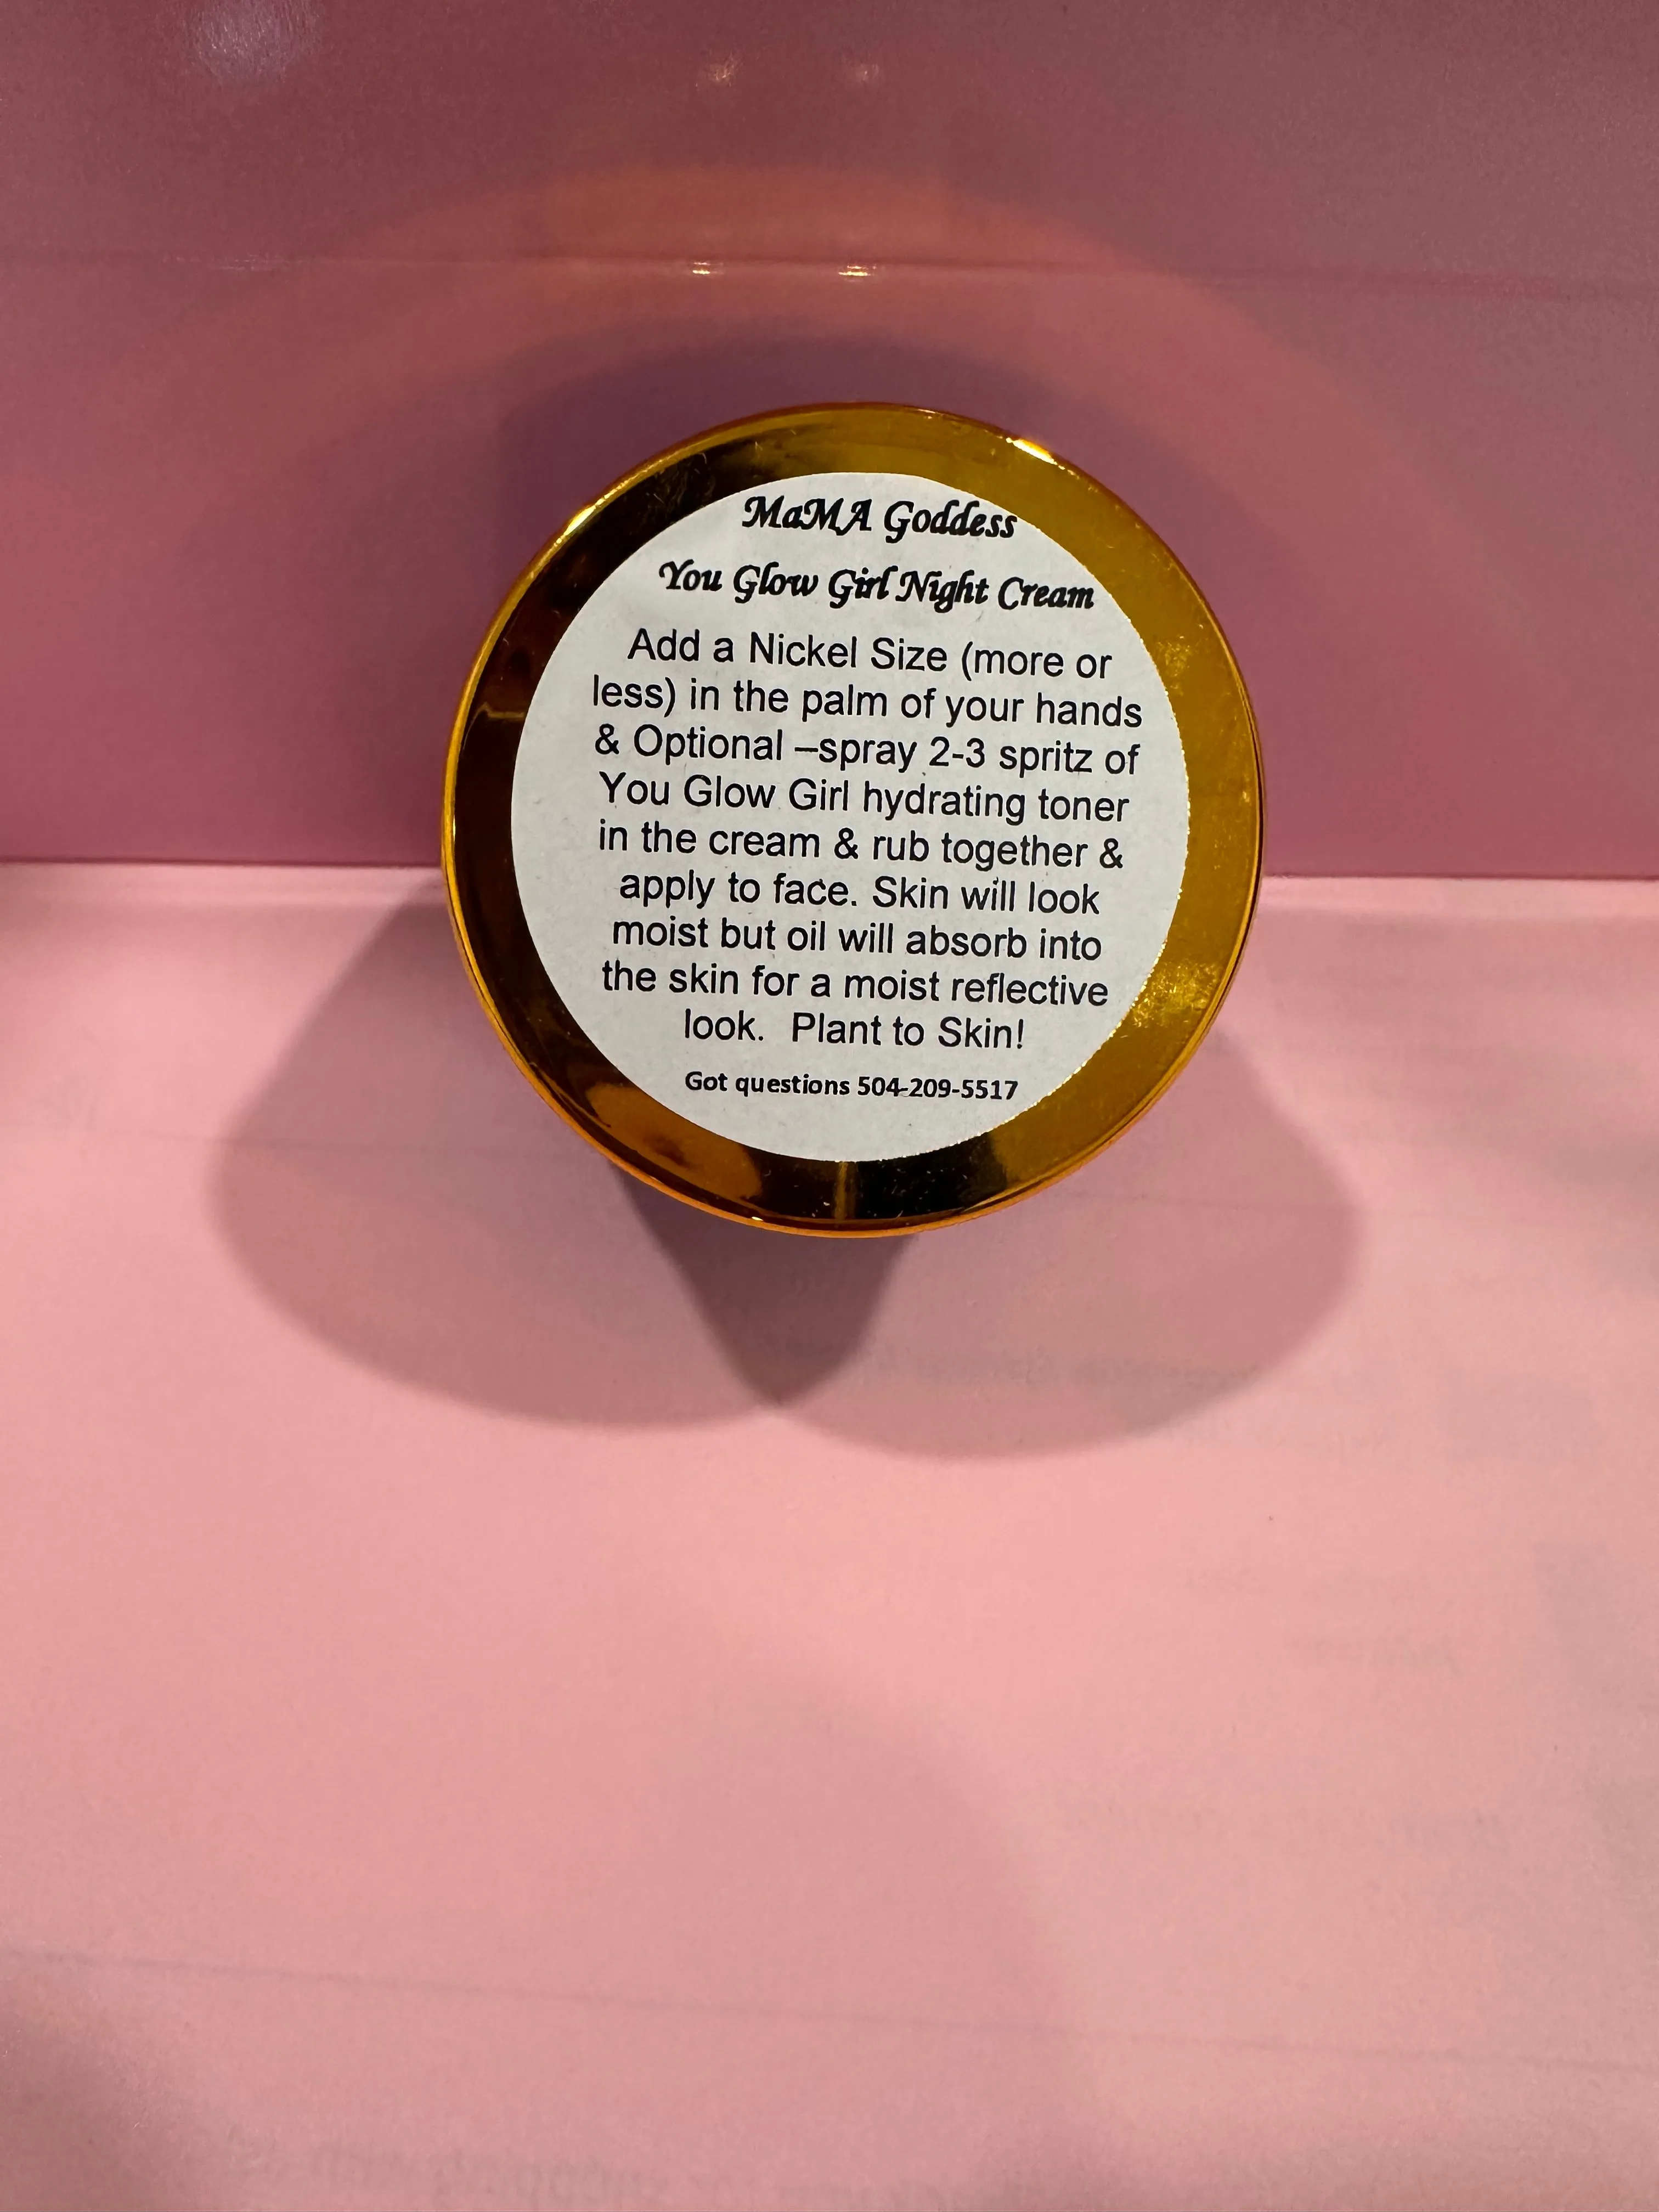 MaMA Goddess
You Glow Girl Night Cream
Add a Nickel Size (more or
less) in the palm of your hands
& Optional –spray 2-3 spritz of
You Glow Girl hydrating toner
in the cream & rub together &
apply to face. Skin will look
moist but oil will absorb into
the skin for a moist reflective
look.  Plant to Skin!
Got questions 504-209-5517